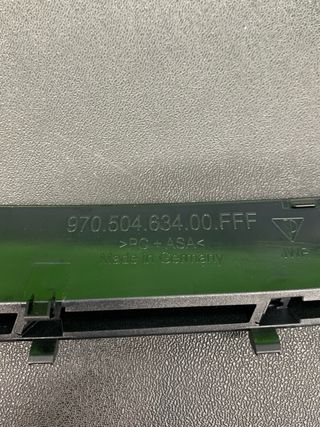 970.504.634.00.FFF
>PC + ASA<
Made in Germany